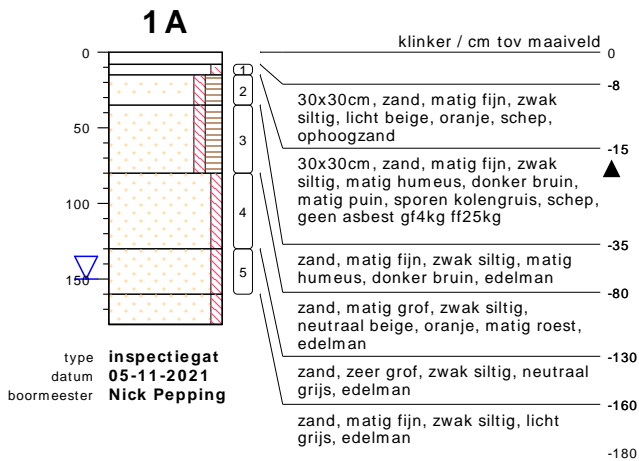 1 A
klinker / cm tov maaiveld
0
0
-8
1
2
30x30cm, zand, matig fijn, zwak
siltig, licht beige, oranje, schep,
ophoogzand
50
-15
3
30x30cm, zand, matig fijn, zwak
siltig, matig humeus, donker bruin,
matig puin, sporen kolengruis, schep,
geen asbest gf4kg ff25kg
100
4
-35
zand, matig fijn, zwak siltig, matig
humeus, donker bruin, edelman
150
5
-80
zand, matig grof, zwak siltig,
neutraal beige, oranje, matig roest,
edelman
-130
zand, zeer grof, zwak siltig, neutraal
grijs, edelman
-160
zand, matig fijn, zwak siltig, licht
grijs, edelman
-180
type inspectiegat
datum 05-11-2021
boormeester Nick Pepping